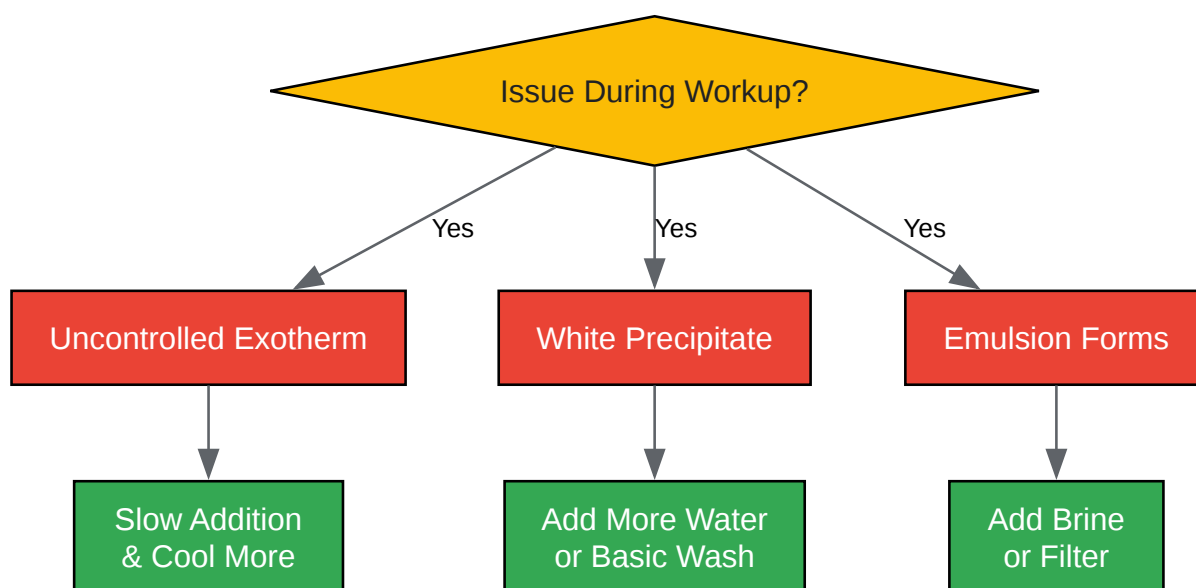 Issue During Workup?
Yes
Yes
Yes
Uncontrolled Exotherm
White Precipitate
Emulsion Forms
Slow Addition
& Cool More
Add More Water
or Basic Wash
Add Brine
or Filter